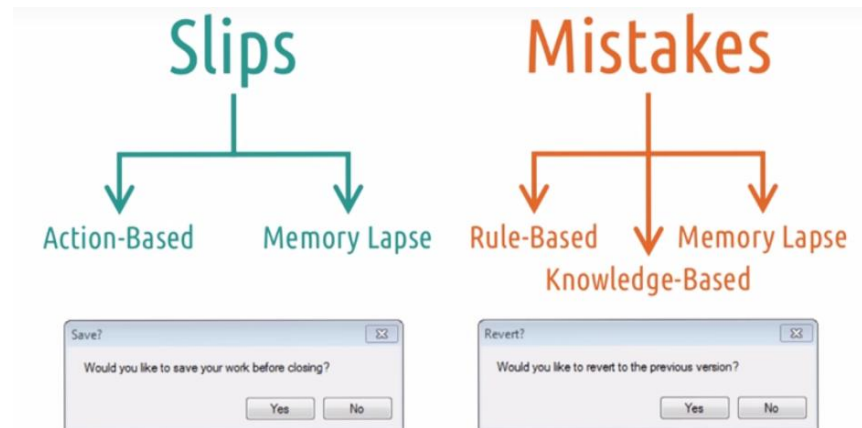 Slips
Mistakes
Action-Based
Memory Lapse
Rule-Based
Memory Lapse
Knowledge-Based
Save?
Would you like to save your work before closing?
Yes
No
Revert?
Would you like to revert to the previous version?
Yes
No